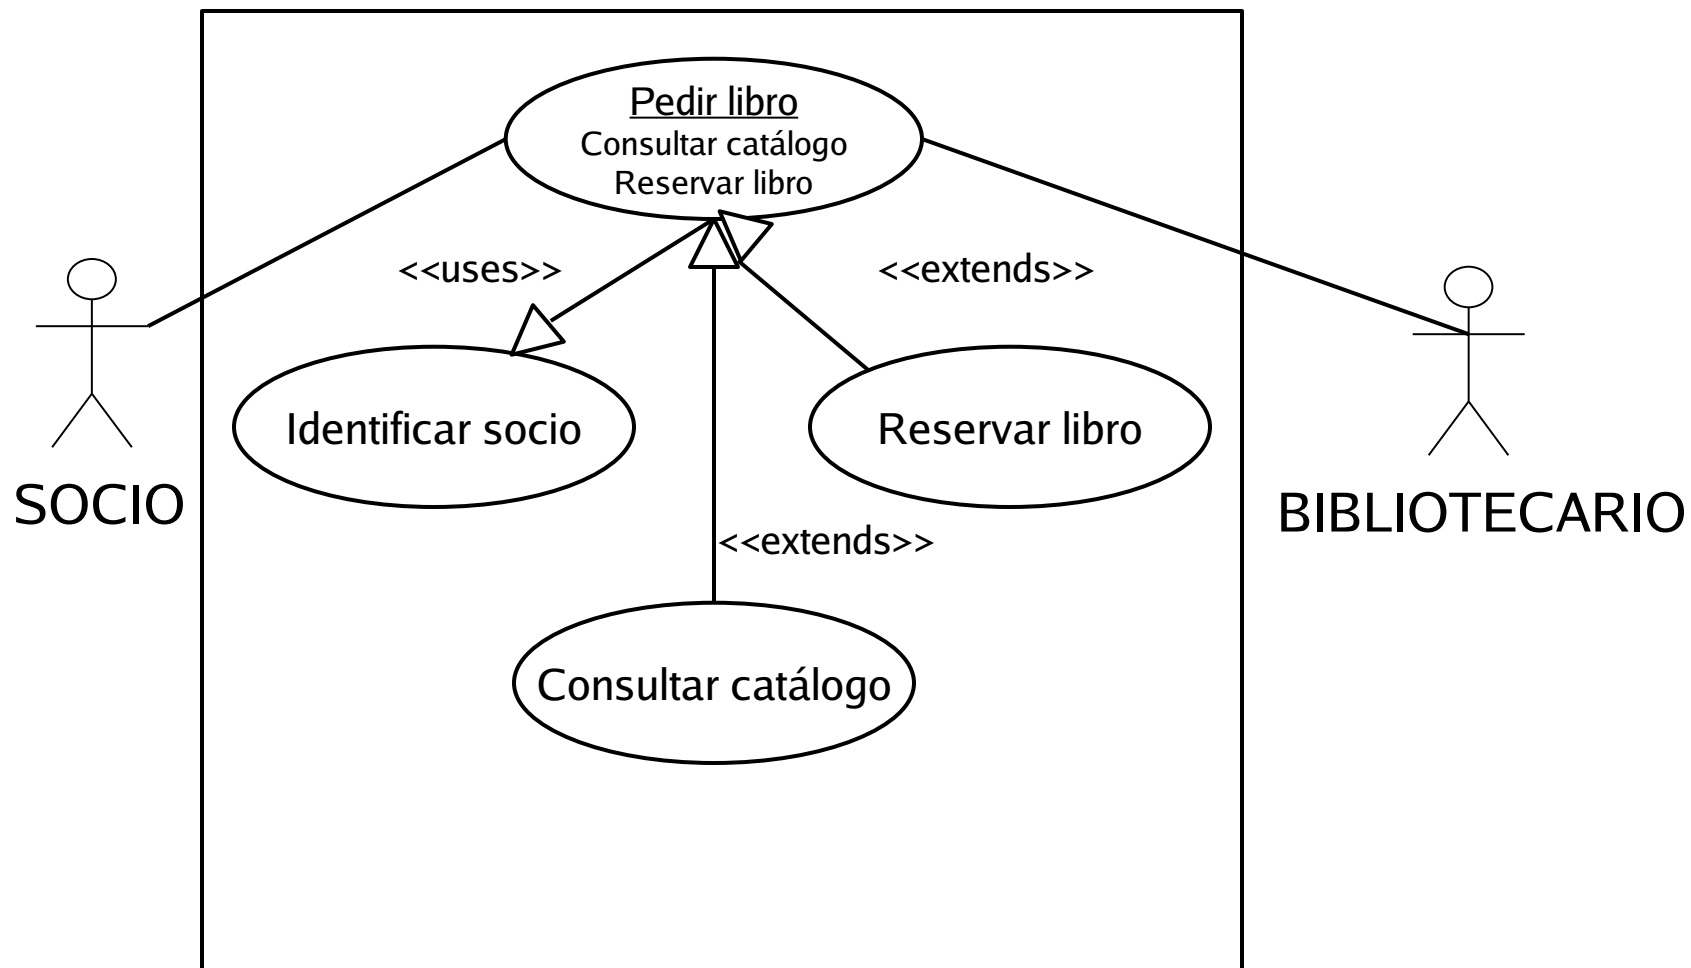 Pedir libro
Consultar catálogo
Reservar libro
<<uses>>
<<extends>>
Identificar socio
Reservar libro
SOCIO
BIBLIOTECARIO
<<extends>>
Consultar catálogo